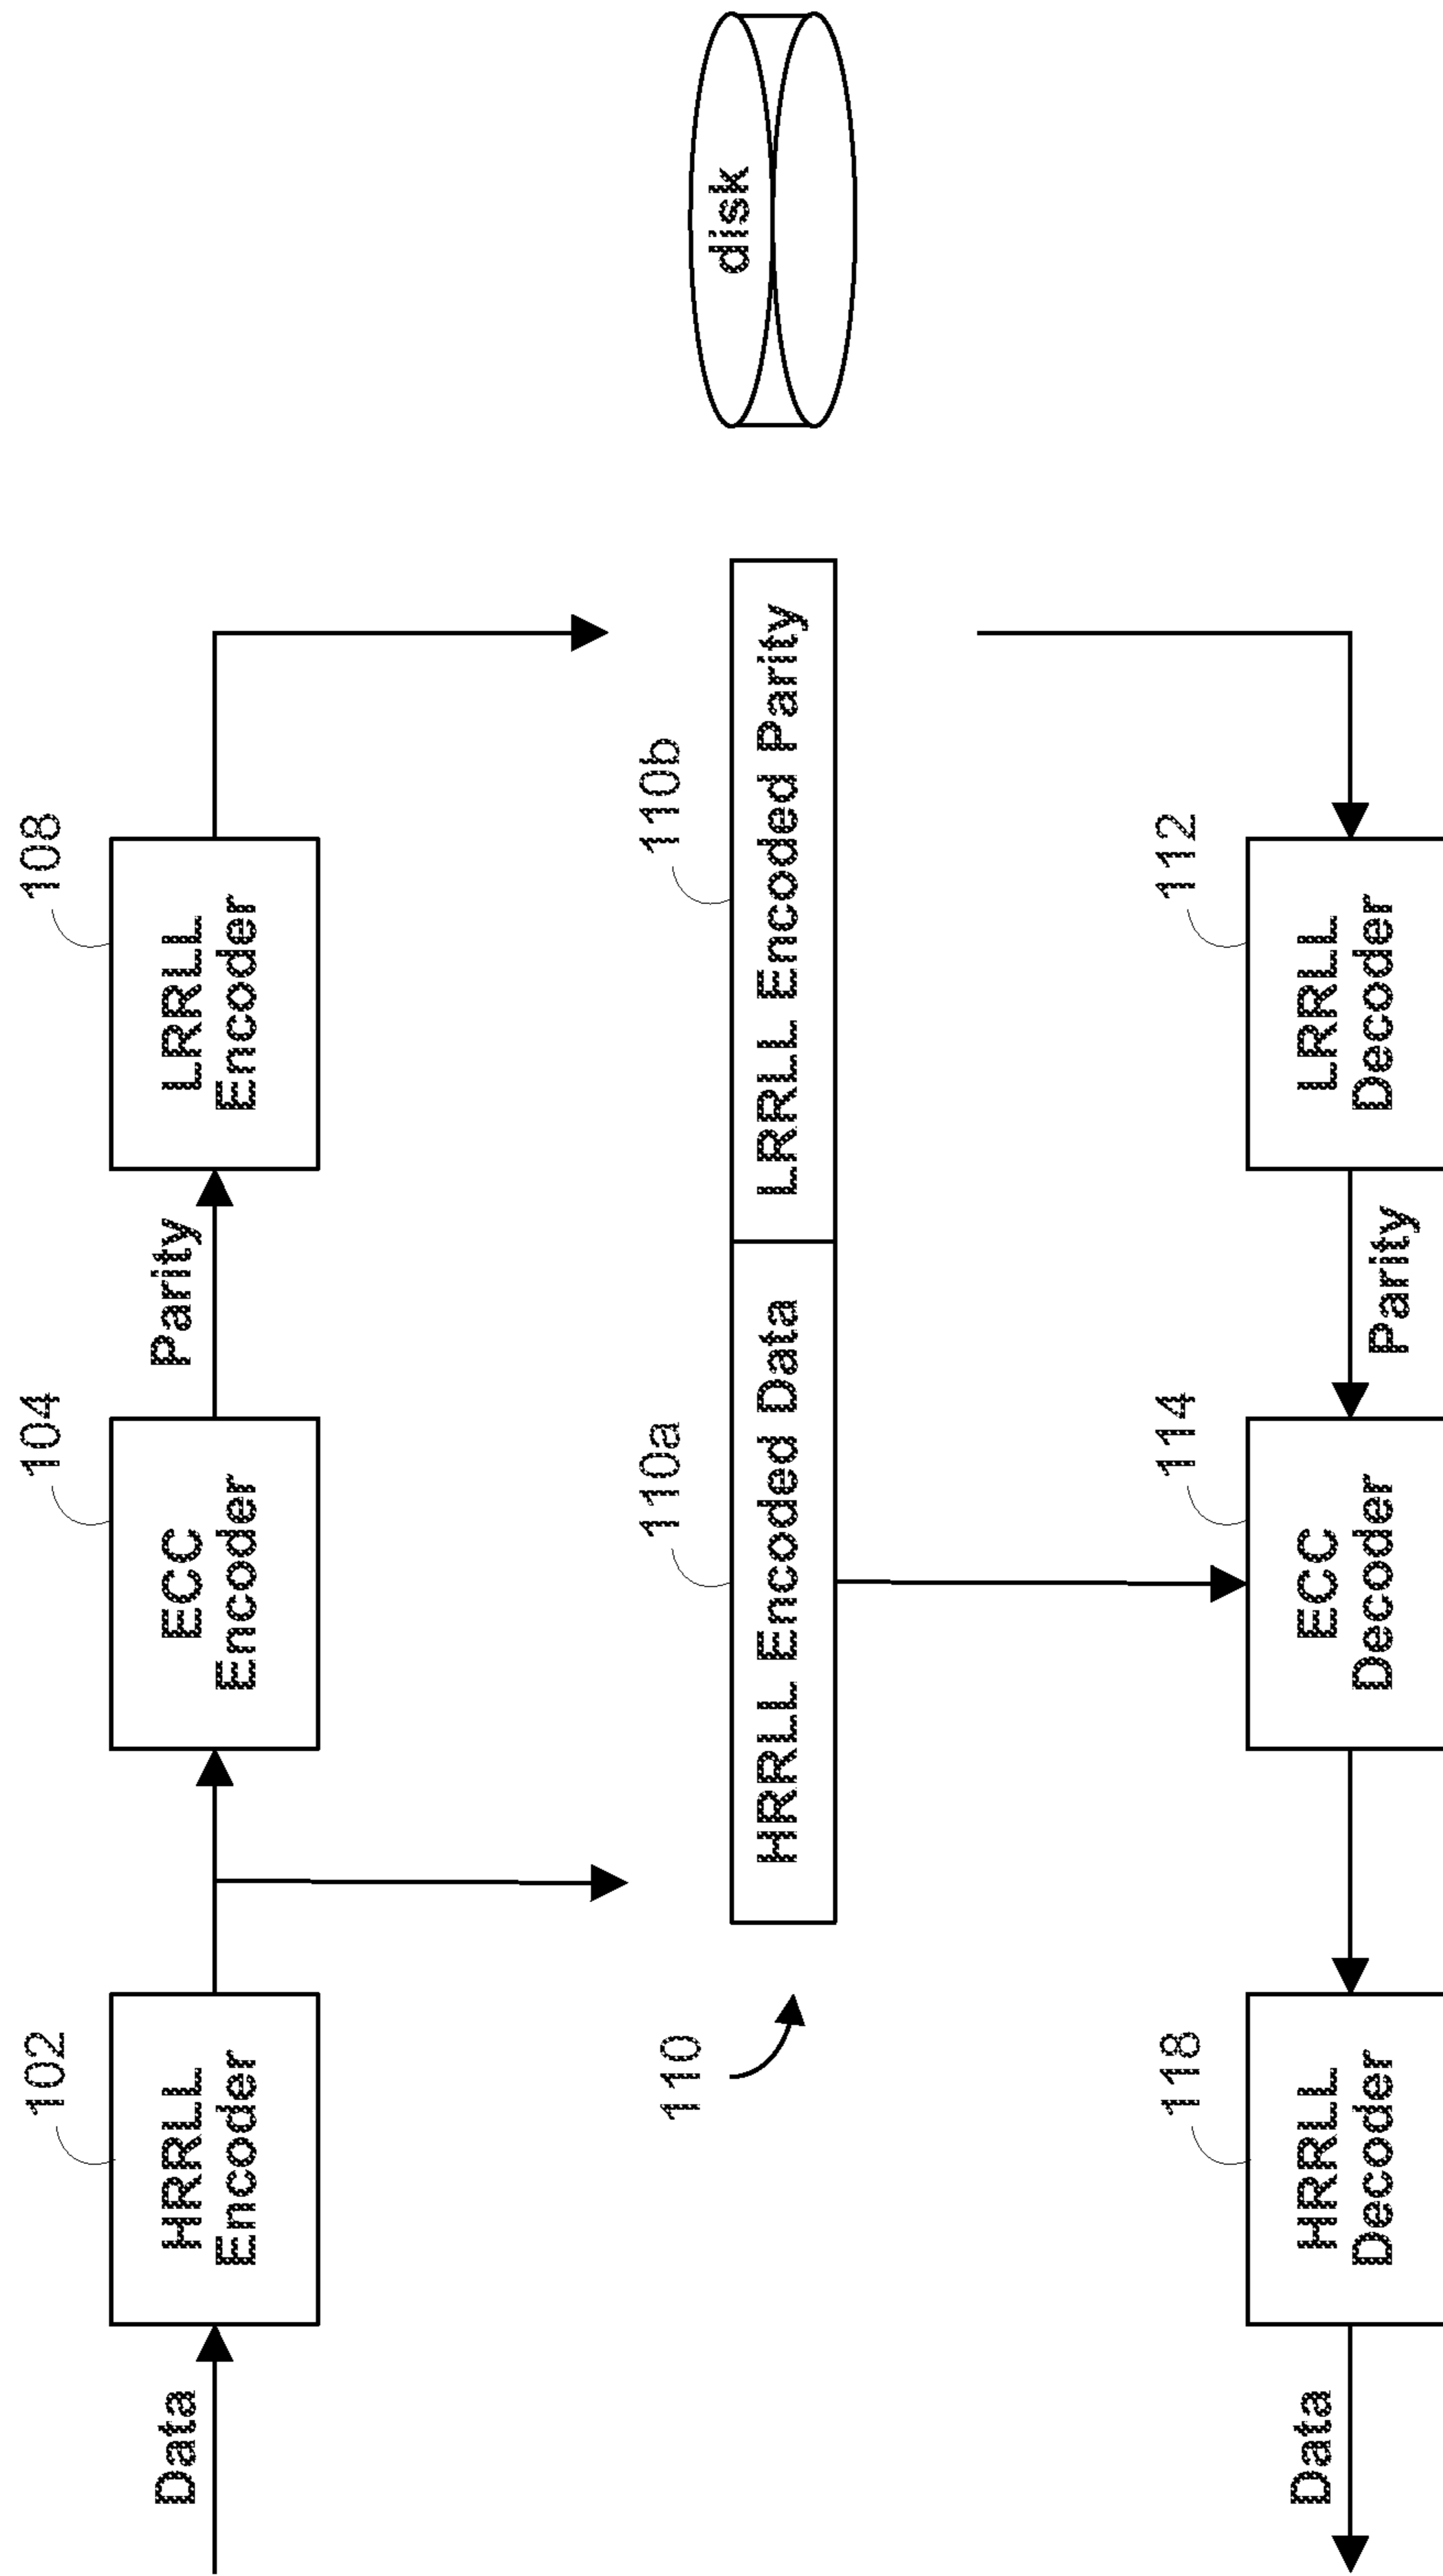 102
104
108
Data
HRRLL
Encoder
ECC
Encoder
Parity
LRRLL
Encoder
110
110a
110b
HRRLL Encoded Data
LRRLL Encoded Parity
disk
118
114
112
Data
HRRLL
Decoder
ECC
Decoder
Parity
LRRLL
Decoder